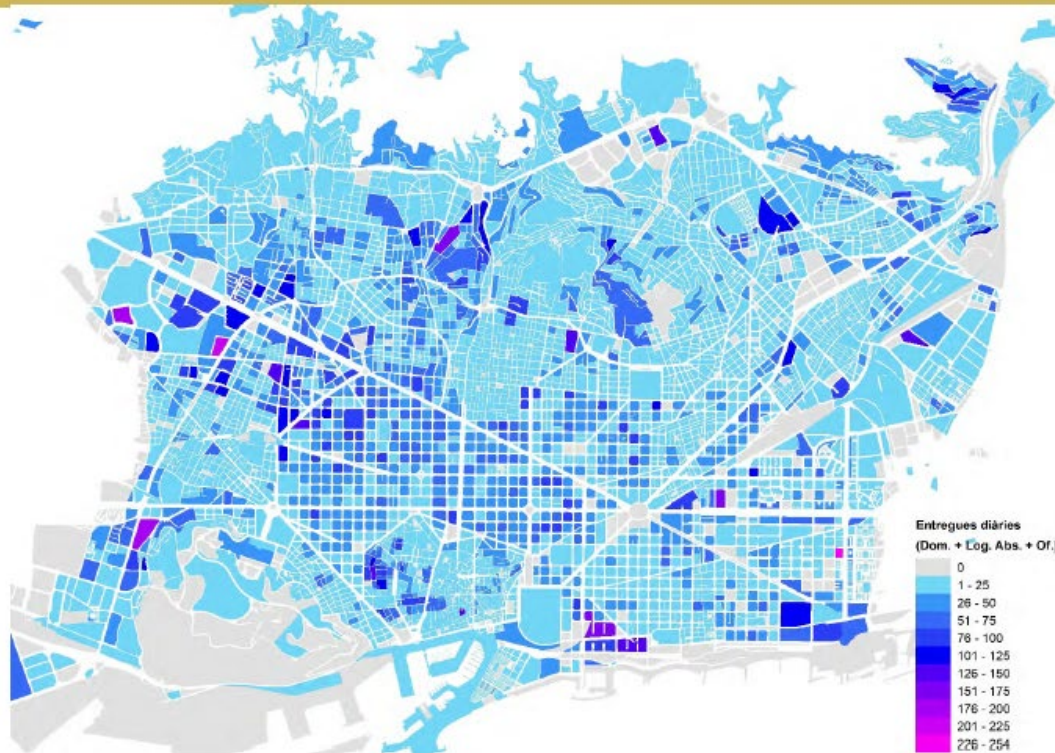 Entregues diàries
(Dom. + Log. Abs. + Of.)
0
1 - 25
26 - 50
51 - 75
76 - 100
101 - 125
126 - 150
151 - 175
176 - 200
201 - 225
226 - 254